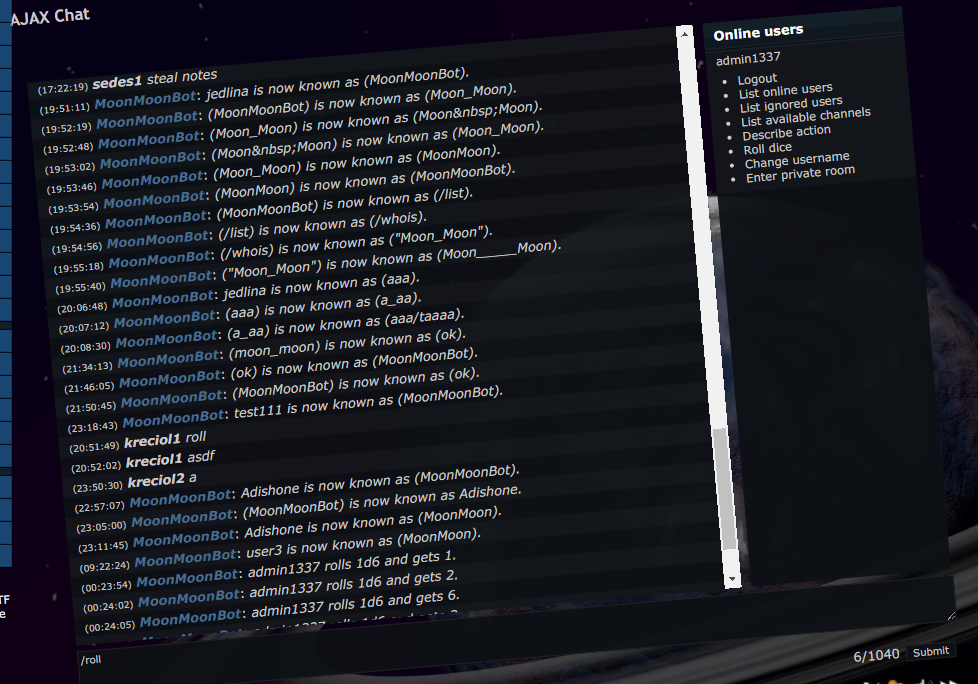 AJAX Chat
(17:22:19) sedes1 steal notes
(19:51:11) MoonMoonBot: jedlina is now known as (MoonMoonBot).
(19:52:19) MoonMoonBot: (MoonMoonBot) is now known as (Moon_Moon).
(19:52:48) MoonMoonBot: (Moon_Moon) is now known as (Moon&nbsp;Moon).
(19:53:02) MoonMoonBot: (Moon&nbsp;Moon) is now known as (Moon_Moon).
(19:53:46) MoonMoonBot: (Moon_Moon) is now known as (MoonMoon).
(19:53:54) MoonMoonBot: (MoonMoon) is now known as (MoonMoonBot).
(19:54:36) MoonMoonBot: (MoonMoonBot) is now known as (/list).
(19:54:56) MoonMoonBot: (/list) is now known as (/whois).
(19:55:18) MoonMoonBot: (/whois) is now known as ("Moon_Moon").
(19:55:40) MoonMoonBot: ("Moon_Moon") is now known as (Moon_____Moon).
(20:06:48) MoonMoonBot: jedlina is now known as (aaa).
(20:07:12) MoonMoonBot: (aaa) is now known as (a_aa).
(20:08:30) MoonMoonBot: (a_aa) is now known as (aaa/taaaa).
(21:34:13) MoonMoonBot: (moon_moon) is now known as (ok).
(21:46:05) MoonMoonBot: (ok) is now known as (MoonMoonBot).
(21:50:45) MoonMoonBot: (MoonMoonBot) is now known as (ok).
(23:18:43) MoonMoonBot: test111 is now known as (MoonMoonBot).
(20:51:49) kreciol1 roll
(20:52:02) kreciol1 asdf
(23:50:30) kreciol2 a
(22:57:07) MoonMoonBot: Adishone is now known as (MoonMoonBot).
(23:05:00) MoonMoonBot: (MoonMoonBot) is now known as Adishone.
(23:11:45) MoonMoonBot: Adishone is now known as (MoonMoon).
(09:22:24) MoonMoonBot: user3 is now known as (MoonMoon).
(00:23:54) MoonMoonBot: admin1337 rolls 1d6 and gets 1.
(00:24:02) MoonMoonBot: admin1337 rolls 1d6 and gets 2.
(00:24:05) MoonMoonBot: admin1337 rolls 1d6 and gets 6.
/roll
6/1040 Submit
Online users
admin1337
Logout
List online users
List ignored users
List available channels
Describe action
Roll dice
Change username
Enter private room